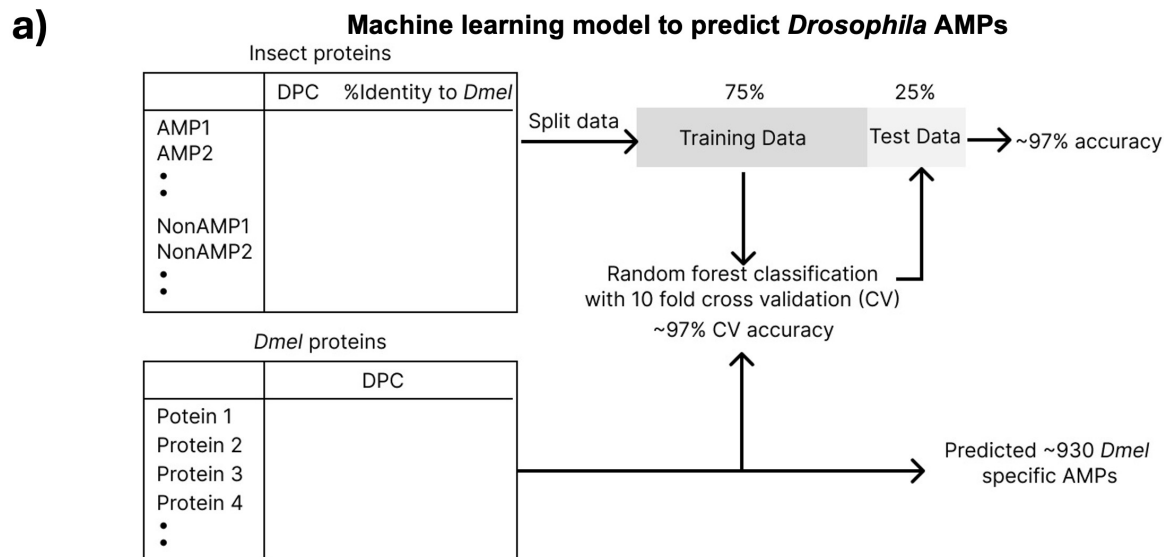 a)
Machine learning model to predict Drosophila AMPs
Insect proteins
DPC %Identity to Dmel
AMP1
AMP2
•
•
NonAMP1
NonAMP2
•
•
Split data
75%
25%
Training Data
Test Data
~97% accuracy
Random forest classification
with 10 fold cross validation (CV)
~97% CV accuracy
Dmel proteins
DPC
Potein 1
Protein 2
Protein 3
Protein 4
•
•
Predicted ~930 Dmel
specific AMPs